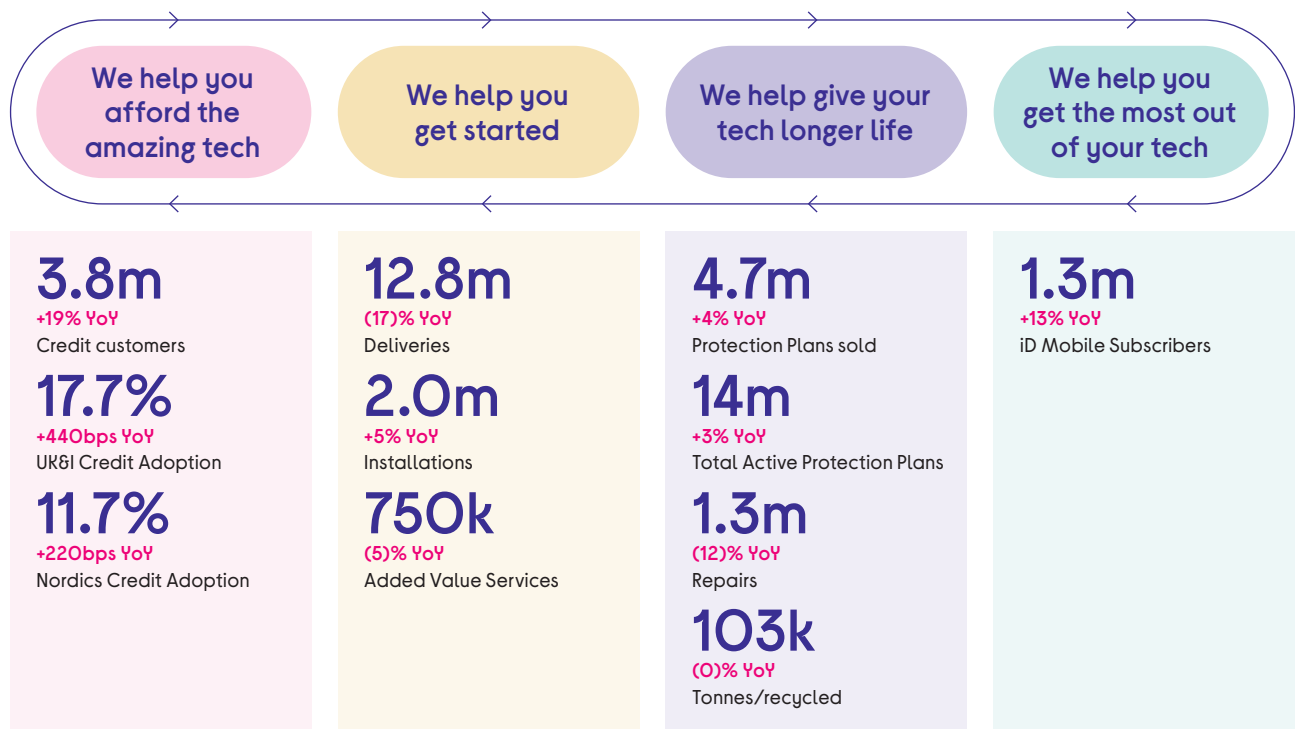 We help you
afford the
amazing tech
We help you
get started
We help give your
tech longer life
We help you
get the most out
of your tech
3.8m
+19% YoY
Credit customers
17.7%
+440bps YoY
UK&I Credit Adoption
11.7%
+220bps YoY
Nordics Credit Adoption
12.8m
(17)% YoY
Deliveries
2.0m
+5% YoY
Installations
750k
(5)% YoY
Added Value Services
4.7m
+4% YoY
Protection Plans sold
14m
+3% YoY
Total Active Protection Plans
1.3m
(12)% YoY
Repairs
103k
(0)% YoY
Tonnes/recycled
1.3m
+13% YoY
iD Mobile Subscribers